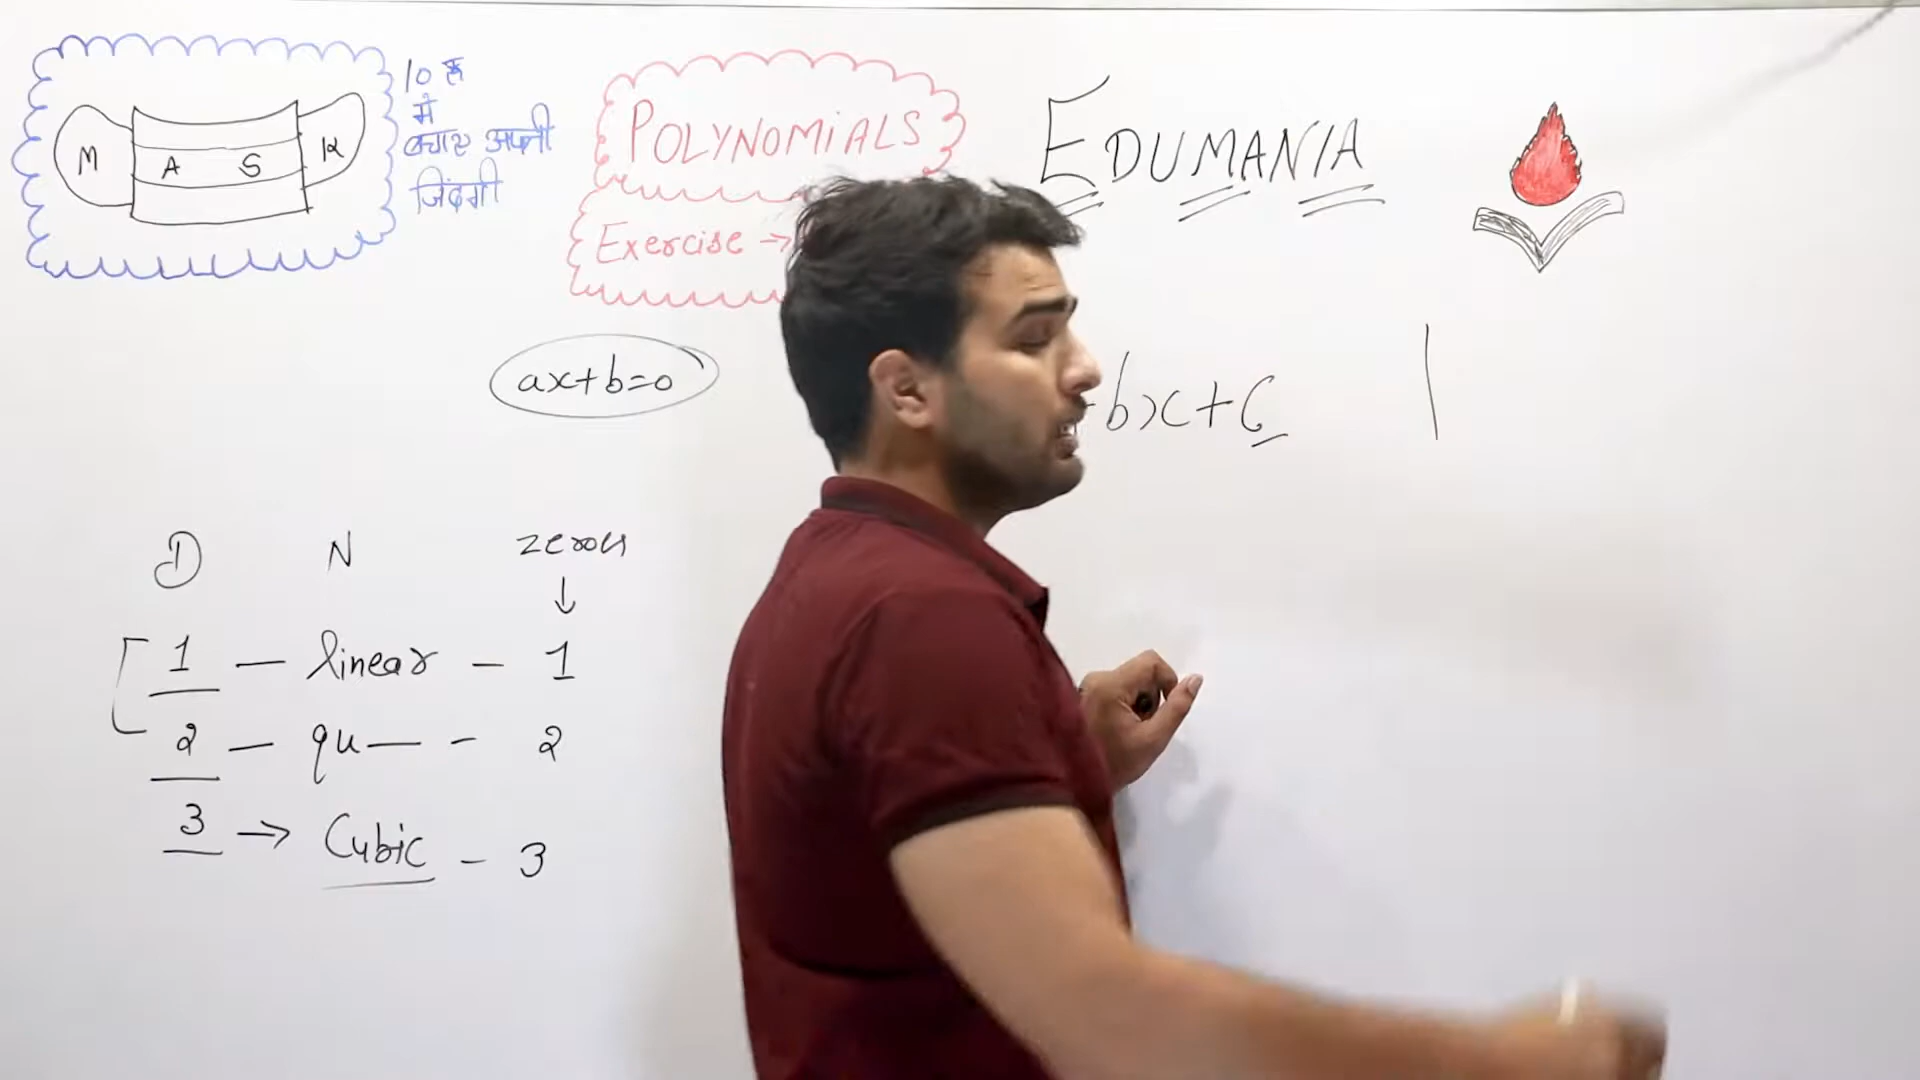 M A S K
10 रु
में
बचाए अपनी
जिंदगी
POLYNOMiALS
Exercise →
EDUMANIA
ax+b=0
bx+c
D N zeroes
↓
1 — linear - 1
2 — qu— - 2
3 → Cubic - 3